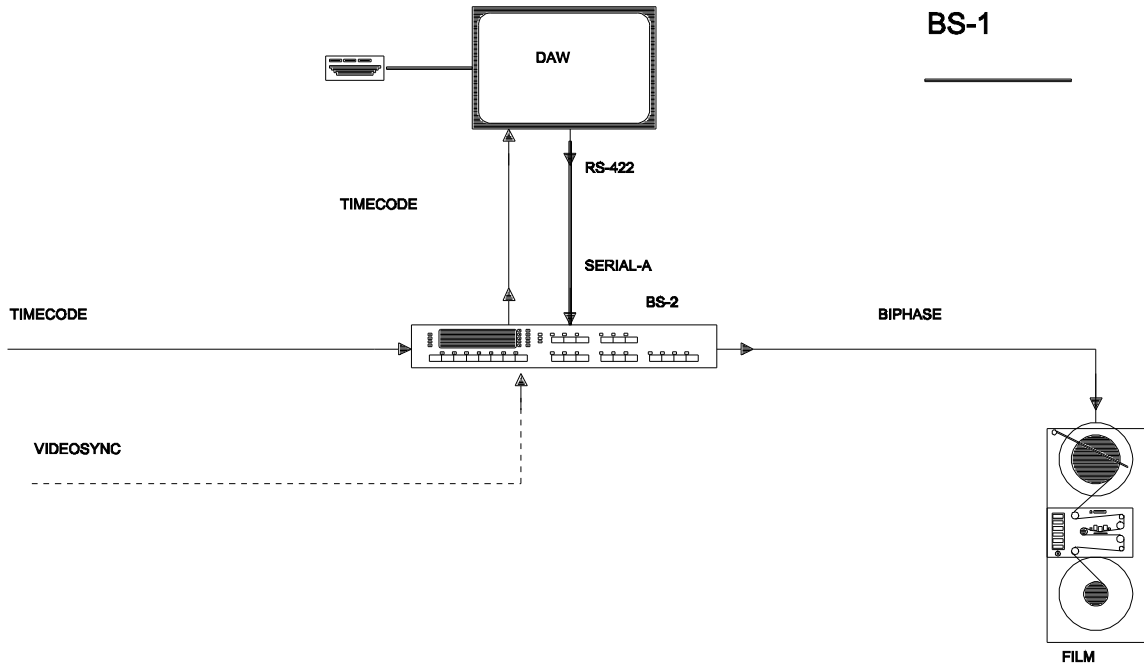 BS-1
DAW
RS-422
TIMECODE
SERIAL-A
BS-2
TIMECODE
BIPHASE
VIDEOSYNC
FILM